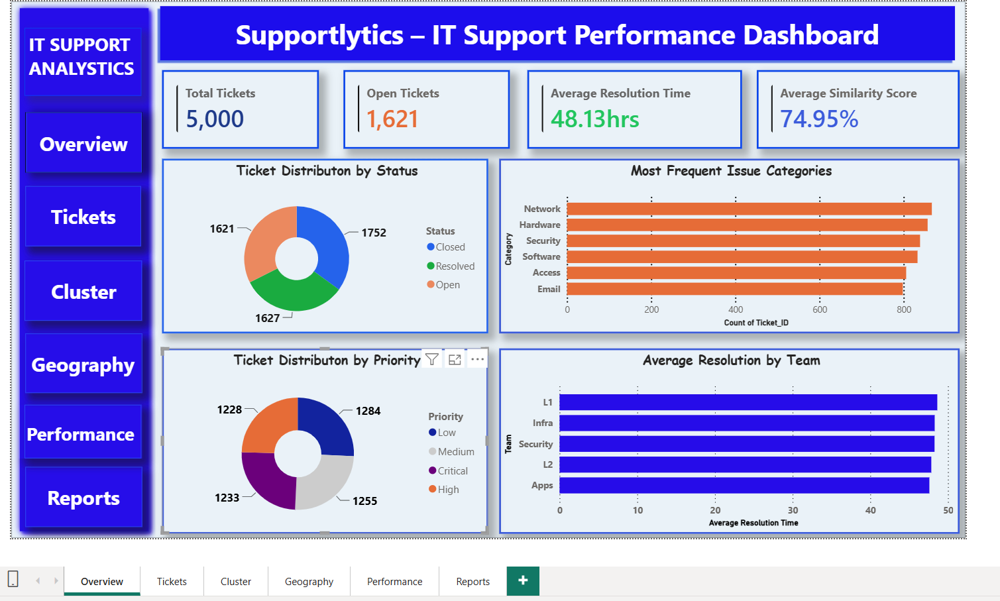 IT SUPPORT
ANALYSTICS
Overview
Tickets
Cluster
Geography
Performance
Reports
Supportlytics – IT Support Performance Dashboard
Total Tickets
5,000
Open Tickets
1,621
Average Resolution Time
48.13hrs
Average Similarity Score
74.95%
Ticket Distributon by Status
1621
1752
1627
Status
Closed
Resolved
Open
Most Frequent Issue Categories
Category
Network
Hardware
Security
Software
Access
Email
0 200 400 600 800
Count of Ticket_ID
Ticket Distributon by Priority
1228
1284
1233
1255
Priority
Low
Medium
Critical
High
Average Resolution by Team
Team
L1
Infra
Security
L2
Apps
0 10 20 30 40 50
Average Resolution Time
Overview Tickets Cluster Geography Performance Reports